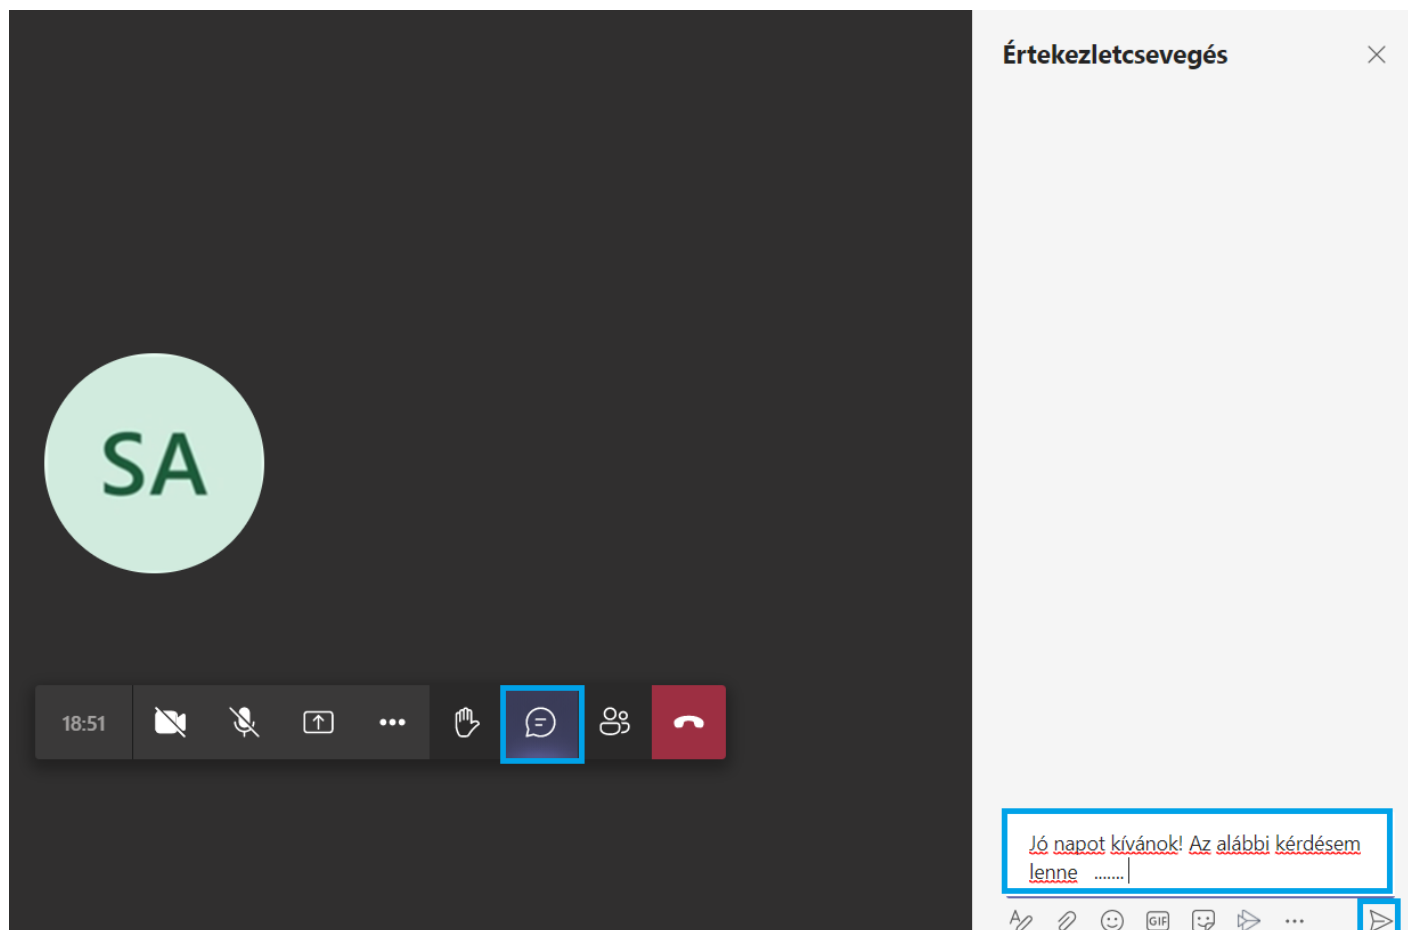 Értekezletcsevegés
SA
18:51
Jó napot kívánok! Az alábbi kérdésem
lenne .......
GIF